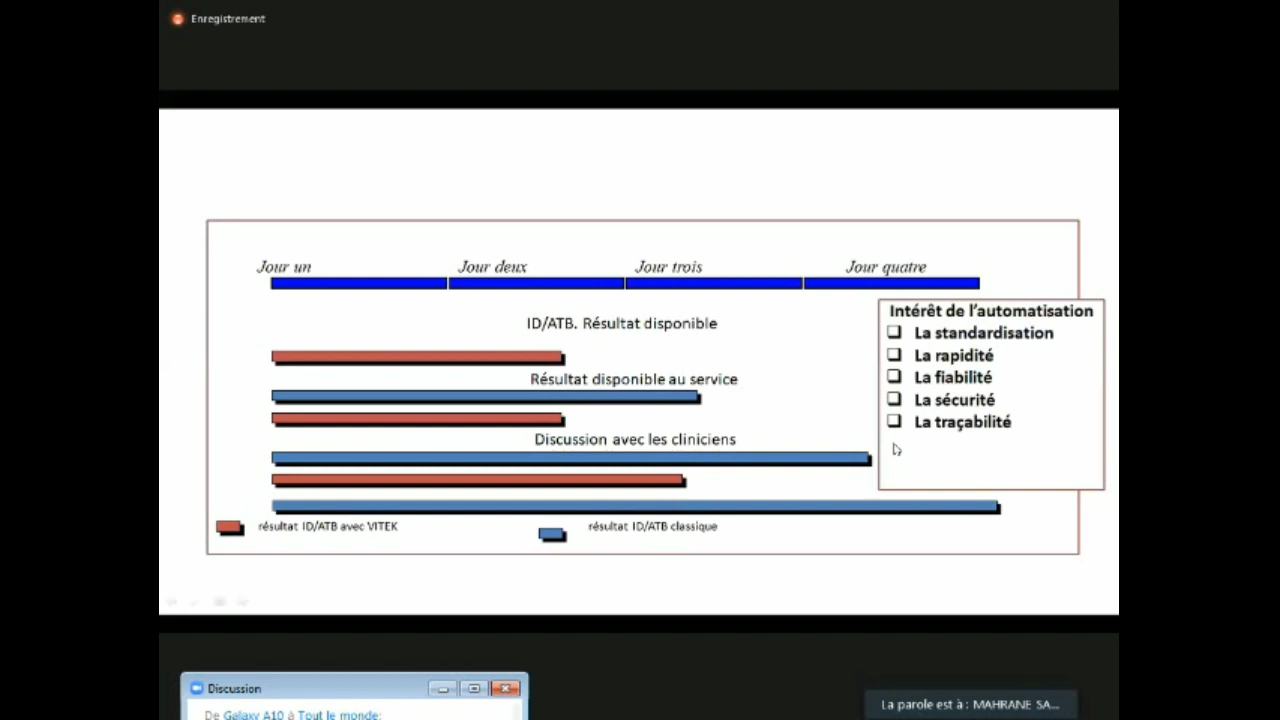 Enregistrement
Jour un
Jour deux
Jour trois
Jour quatre
ID/ATB. Résultat disponible
Résultat disponible au service
Discussion avec les cliniciens
résultat ID/ATB avec VITEK
résultat ID/ATB classique
Intérêt de l'automatisation
❑ La standardisation
❑ La rapidité
❑ La fiabilité
❑ La sécurité
❑ La traçabilité
Discussion
De Galaxy A10 à Tout le monde:
La parole est à : MAHRANE SA...